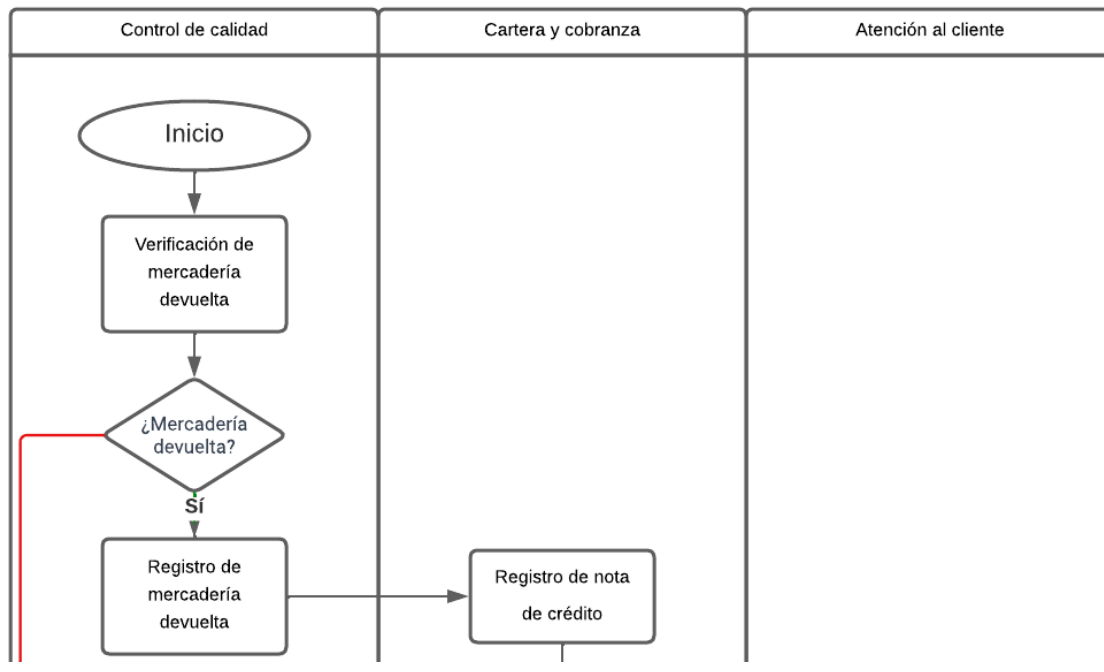 Control de calidad
Cartera y cobranza
Atención al cliente
Inicio
Verificación de
mercadería
devuelta
¿Mercadería
devuelta?
Sí
Registro de
mercadería
devuelta
Registro de nota
de crédito